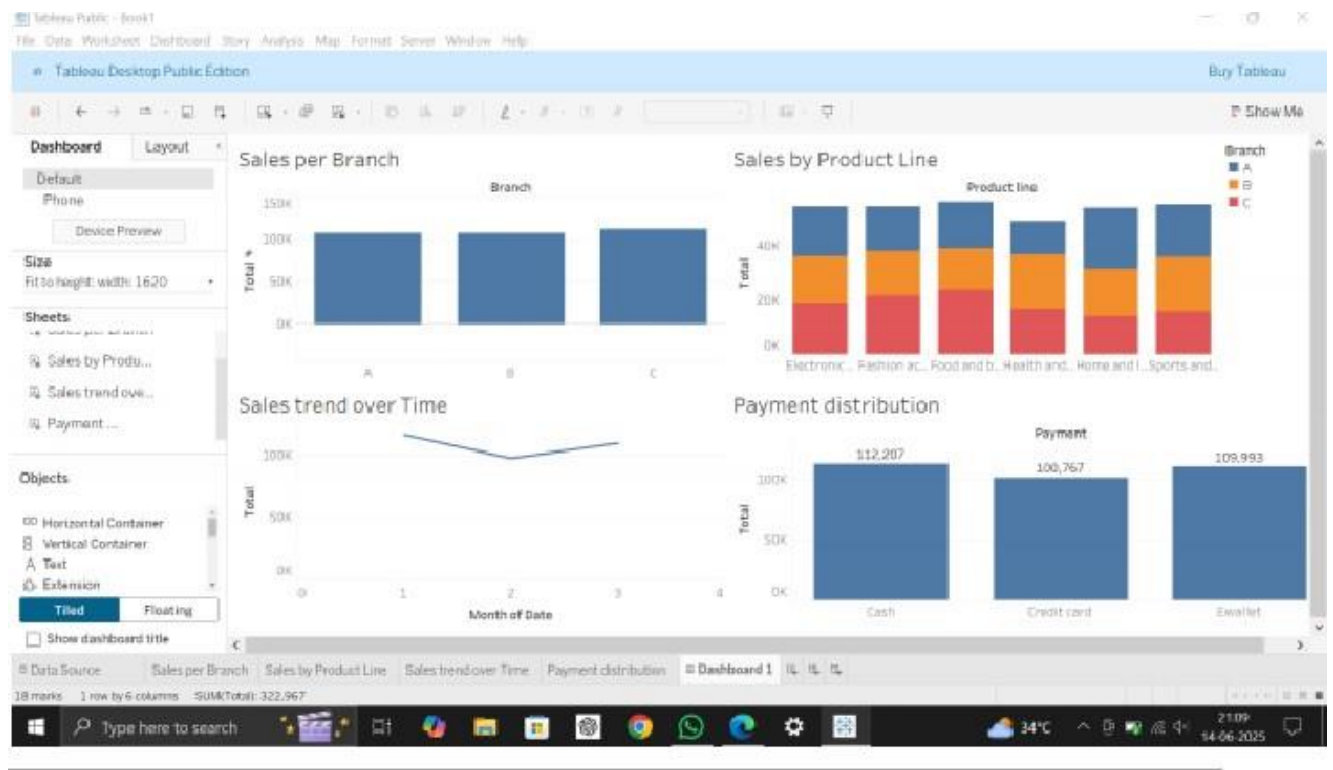 Tableau Public - Book1
File Data Worksheet Dashboard Story Analysis Map Format Server Window Help
Tableau Desktop Public Edition
Buy Tableau
Show Me
Dashboard Layout
Default
Phone
Device Preview
Size
Fit to height: width: 1620
Sheets
Sales per Branch
Sales by Produ...
Sales trend ove...
Payment ...
Objects
Horizontal Container
Vertical Container
Text
Extension
Tiled Floating
Show dashboard title
Sales per Branch
Branch
150K
100K
50K
0K
Total
A B C
Sales by Product Line
Product line
40K
20K
0K
Total
Electronic.. Fashion ac.. Food and b.. Health and.. Home and l.. Sports and..
Branch
A
B
C
Sales trend over Time
100K
50K
0K
Total
0 1 2 3 4
Month of Date
Payment distribution
Payment
112,207
100,767
109,993
100K
50K
0K
Total
Cash Credit card Ewallet
Data Source Sales per Branch Sales by Product Line Sales trend over Time Payment distribution Dashboard 1
18 marks 1 row by 6 columns SUM(Total): 322,967
Type here to search
34°C
21:09
14-06-2025